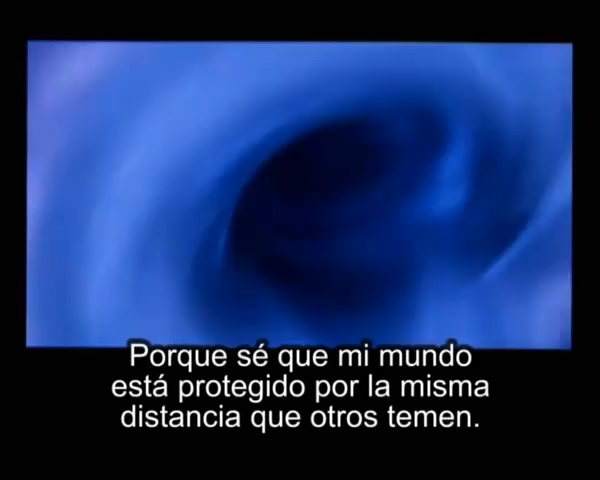 Porque sé que mi mundo
está protegido por la misma
distancia que otros temen.